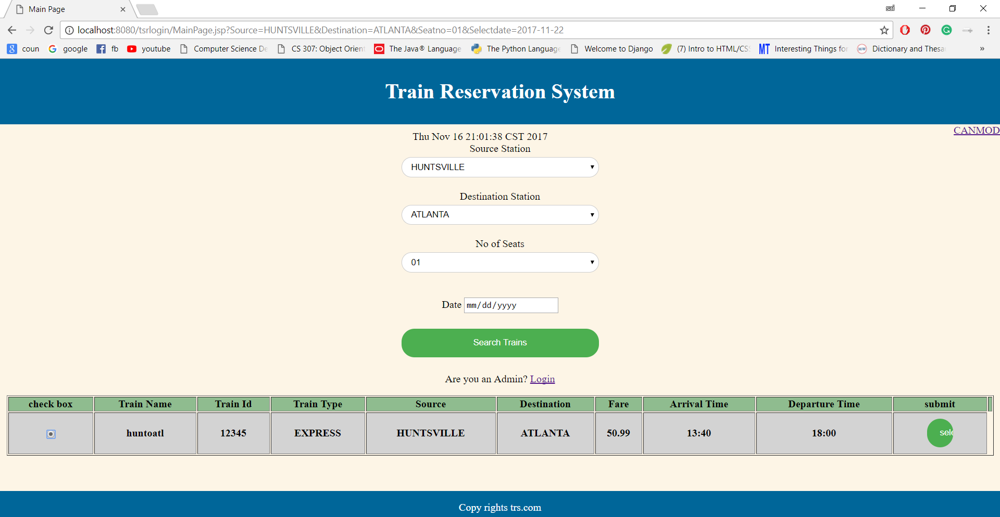 Main Page
sai
localhost:8080/tsrlogin/MainPage.jsp?Source=HUNTSVILLE&Destination=ATLANTA&Seatno=01&Selectdate=2017-11-22
coun google fb youtube Computer Science De CS 307: Object Orient The Java® Language The Python Language Welcome to Django (7) Intro to HTML/CSS MT Interesting Things for Dictionary and Thesa »
Train Reservation System
CANMOD
Thu Nov 16 21:01:38 CST 2017
Source Station
HUNTSVILLE
Destination Station
ATLANTA
No of Seats
01
Date mm/dd/yyyy
Search Trains
Are you an Admin? Login
check box Train Name Train Id Train Type Source Destination Fare Arrival Time Departure Time submit
huntoatl 12345 EXPRESS HUNTSVILLE ATLANTA 50.99 13:40 18:00 sele
Copy rights trs.com